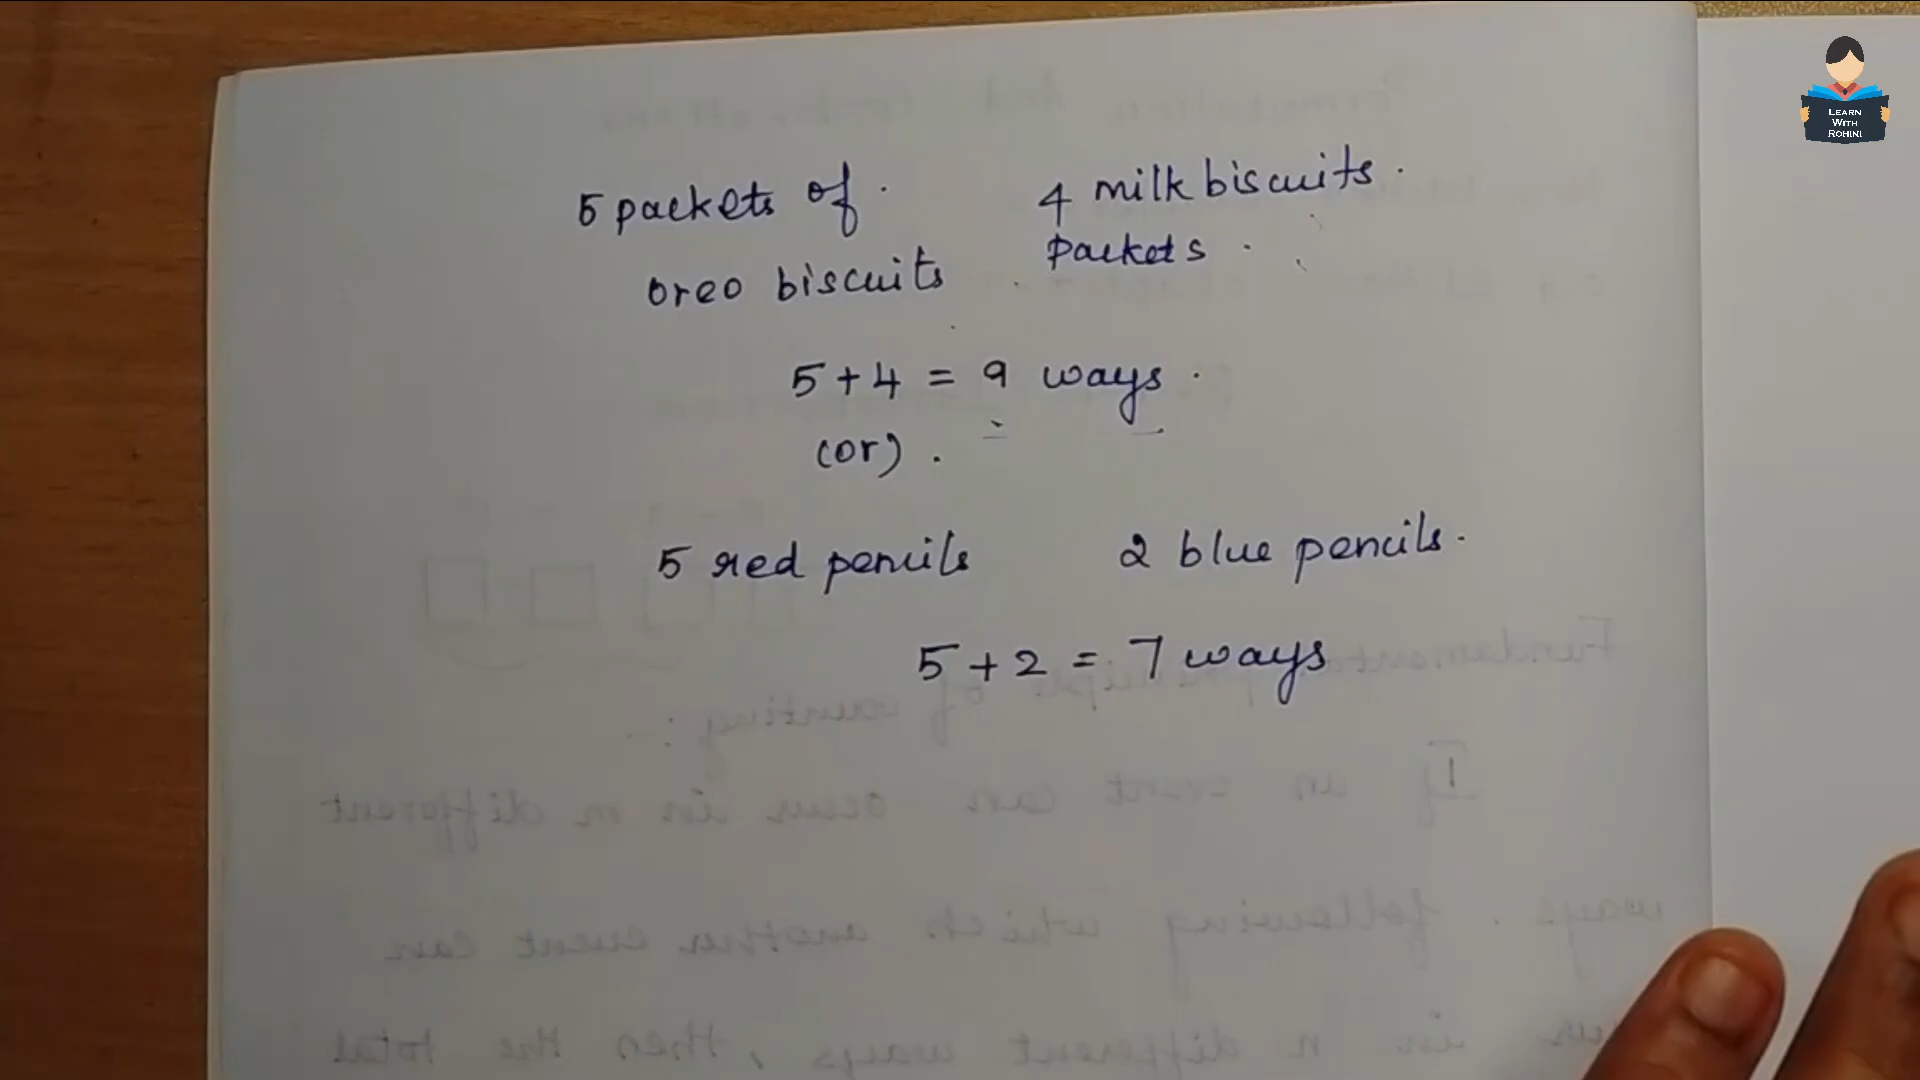 5 packets of
oreo biscuits
4 milk biscuits.
packets.
5+4 = 9 ways.
(or).
5 red pencils
2 blue pencils.
5+2 = 7 ways
LEARN
WITH
ROHINI